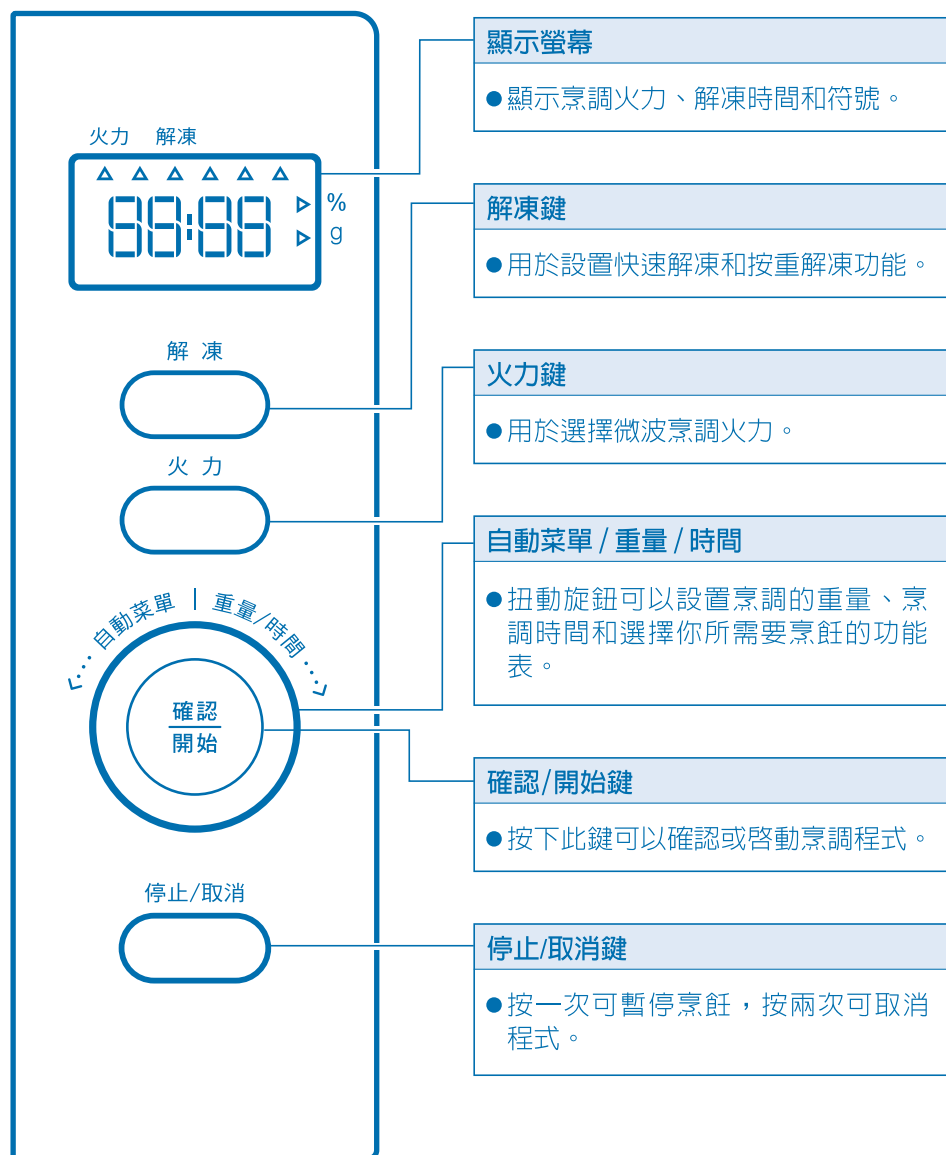 火力 解凍
88:88
%
g
解 凍
火 力
自動菜單 | 重量/時間
確認
開始
停止/取消
顯示螢幕
●顯示烹調火力、解凍時間和符號。
解凍鍵
●用於設置快速解凍和按重解凍功能。
火力鍵
●用於選擇微波烹調火力。
自動菜單/重量/時間
●扭動旋鈕可以設置烹調的重量、烹
調時間和選擇你所需要烹飪的功能
表。
確認/開始鍵
●按下此鍵可以確認或啓動烹調程式。
停止/取消鍵
●按一次可暫停烹飪，按兩次可取消
程式。